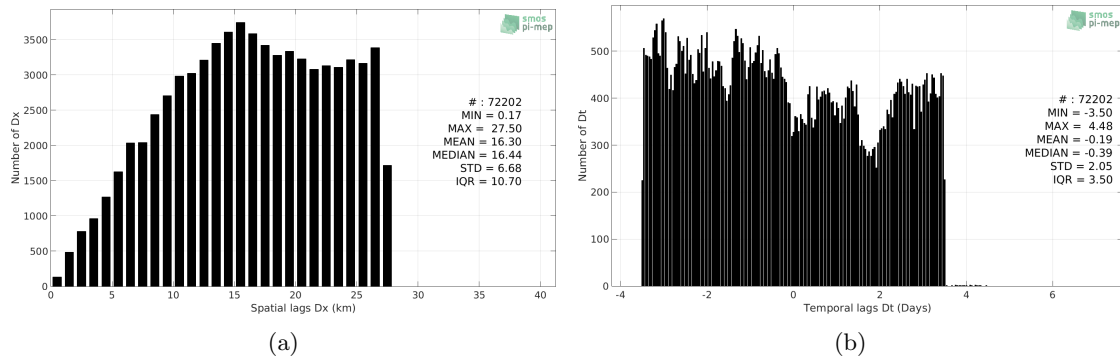 smos
pi-mep
3500
3000
2500
2000
1500
1000
500
0
Number of Dx
# : 72202
MIN = 0.17
MAX = 27.50
MEAN = 16.30
MEDIAN = 16.44
STD = 6.68
IQR = 10.70
0 5 10 15 20 25 30 35 40
Spatial lags Dx (km)
(a)
smos
pi-mep
500
400
300
200
100
0
Number of Dt
# : 72202
MIN = -3.50
MAX = 4.48
MEAN = -0.19
MEDIAN = -0.39
STD = 2.05
IQR = 3.50
-4 -2 0 2 4 6
Temporal lags Dt (Days)
(b)